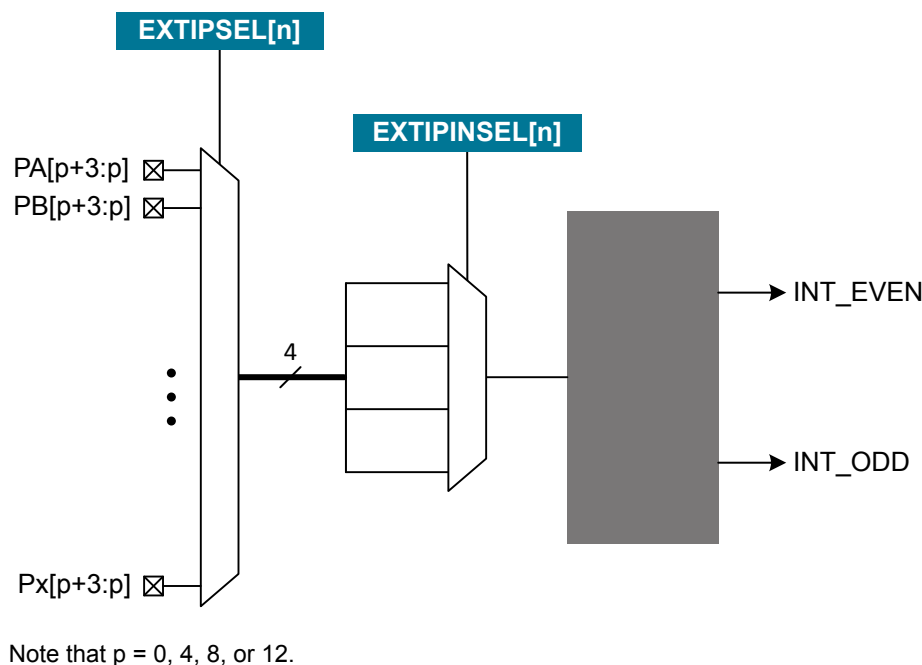 EXTIPSEL[n]
EXTIPINSEL[n]
PA[p+3:p]
PB[p+3:p]
4
INT_EVEN
INT_ODD
Px[p+3:p]
Note that p = 0, 4, 8, or 12.